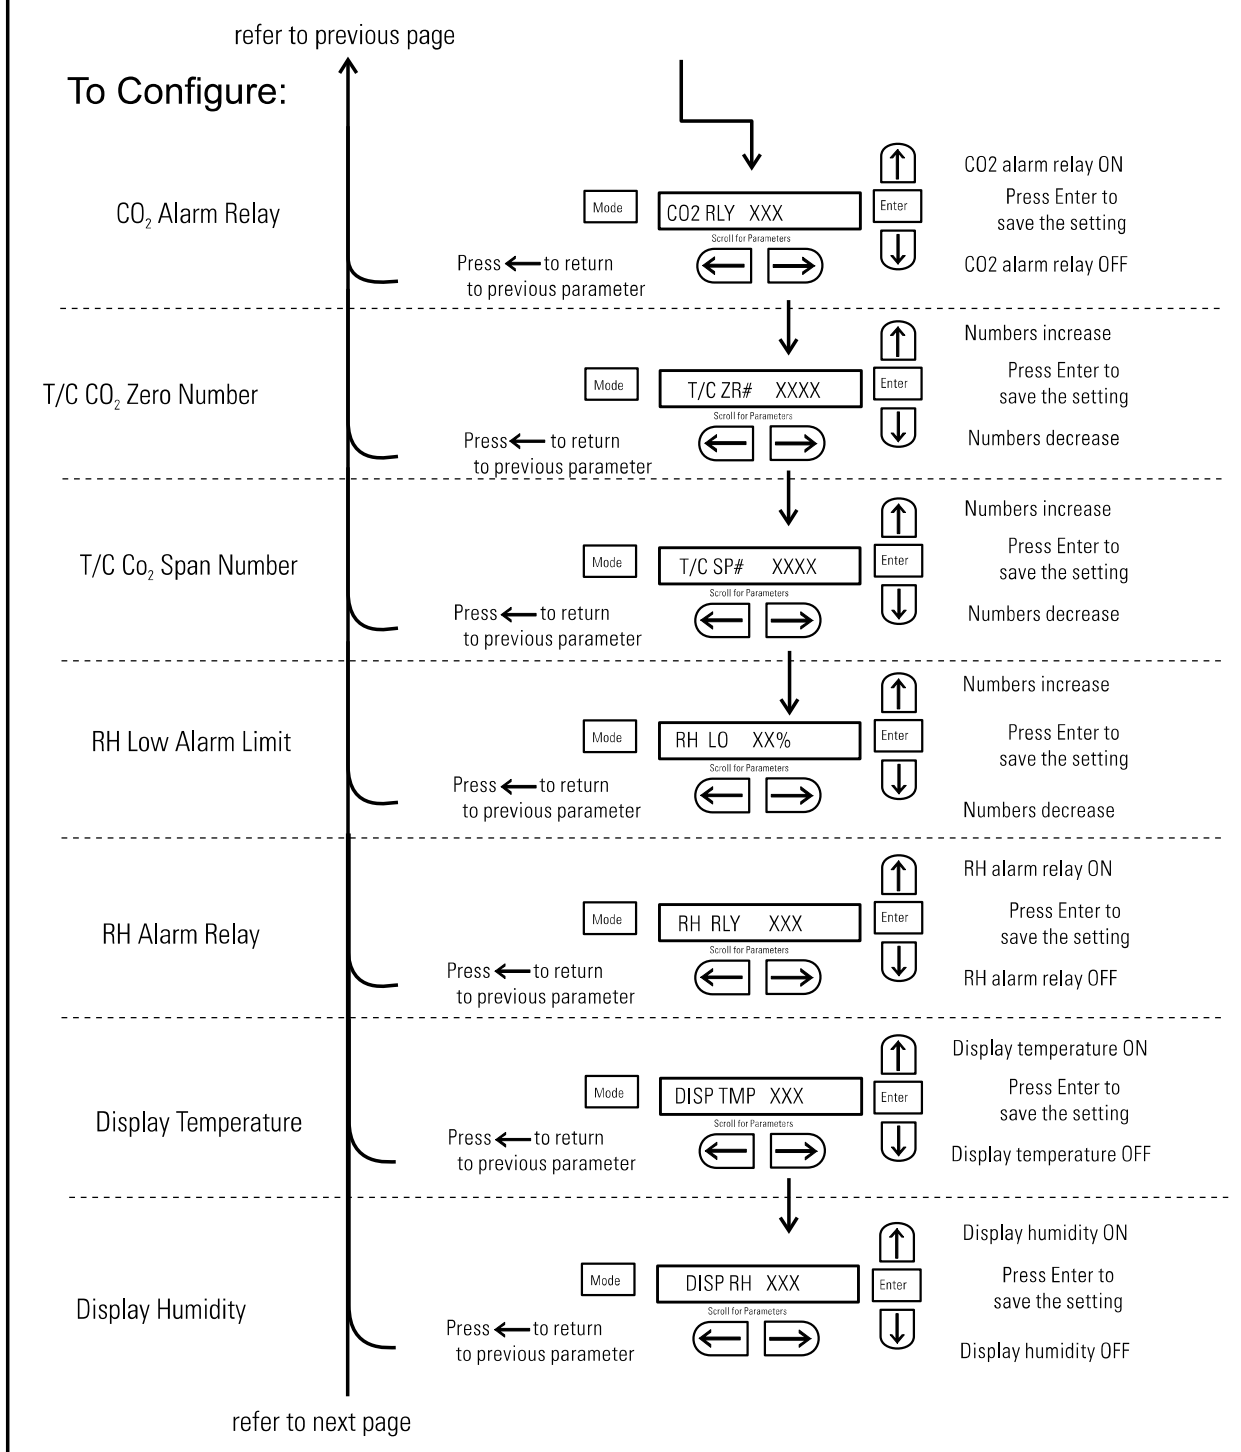 refer to previous page
To Configure:
CO2 alarm relay ON
CO₂ Alarm Relay
Mode
CO2 RLY XXX
Enter
Press Enter to
save the setting
Scroll for Parameters
Press to return
to previous parameter
CO2 alarm relay OFF
Numbers increase
T/C CO₂ Zero Number
Mode
T/C ZR# XXXX
Enter
Press Enter to
save the setting
Scroll for Parameters
Press to return
to previous parameter
Numbers decrease
Numbers increase
T/C Co₂ Span Number
Mode
T/C SP# XXXX
Enter
Press Enter to
save the setting
Scroll for Parameters
Press to return
to previous parameter
Numbers decrease
Numbers increase
RH Low Alarm Limit
Mode
RH LO XX%
Enter
Press Enter to
save the setting
Scroll for Parameters
Press to return
to previous parameter
Numbers decrease
RH alarm relay ON
RH Alarm Relay
Mode
RH RLY XXX
Enter
Press Enter to
save the setting
Scroll for Parameters
Press to return
to previous parameter
RH alarm relay OFF
Display temperature ON
Display Temperature
Mode
DISP TMP XXX
Enter
Press Enter to
save the setting
Scroll for Parameters
Press to return
to previous parameter
Display temperature OFF
Display humidity ON
Display Humidity
Mode
DISP RH XXX
Enter
Press Enter to
save the setting
Scroll for Parameters
Press to return
to previous parameter
Display humidity OFF
refer to next page